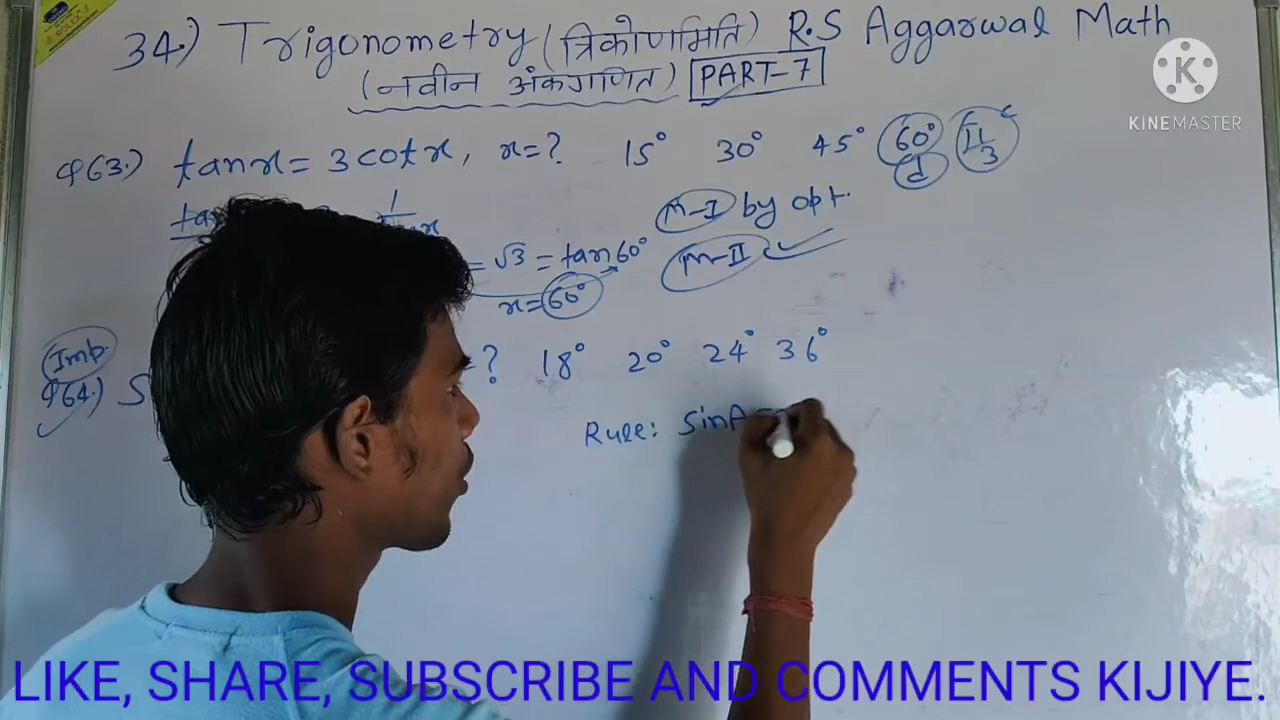 ROLEX
34.) Trigonometry (त्रिकोणमिति) R.S Aggarwal Math
(नवीन अंकगणित) PART-7
KINEMASTER
Q63.) tanx = 3cotx, x=? 15° 30° 45° 60° π/3
d
1
M-I by opt.
= √3 = tan60° M-II
x=60°
Imp.
Q64.) S =? 18° 20° 24° 36°
Rule: SinA =
LIKE, SHARE, SUBSCRIBE AND COMMENTS KIJIYE.